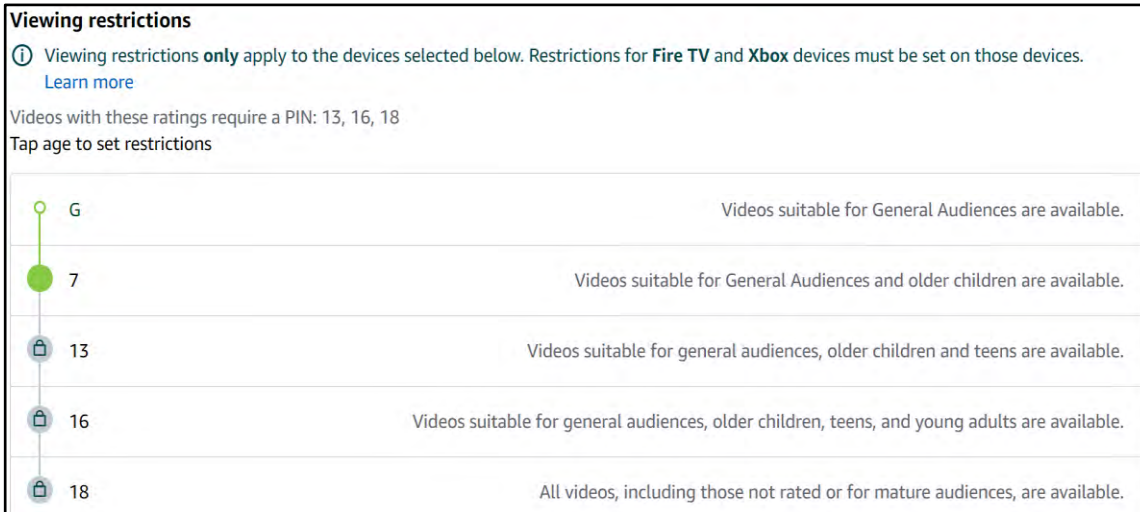 Viewing restrictions
Viewing restrictions only apply to the devices selected below. Restrictions for Fire TV and Xbox devices must be set on those devices.
Learn more
Videos with these ratings require a PIN: 13, 16, 18
Tap age to set restrictions
G Videos suitable for General Audiences are available.
7 Videos suitable for General Audiences and older children are available.
13 Videos suitable for general audiences, older children and teens are available.
16 Videos suitable for general audiences, older children, teens, and young adults are available.
18 All videos, including those not rated or for mature audiences, are available.